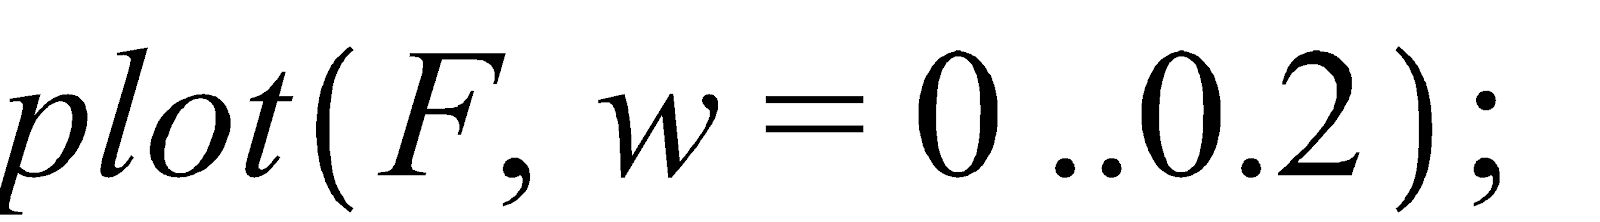 plot(F, w = 0 ..0.2);